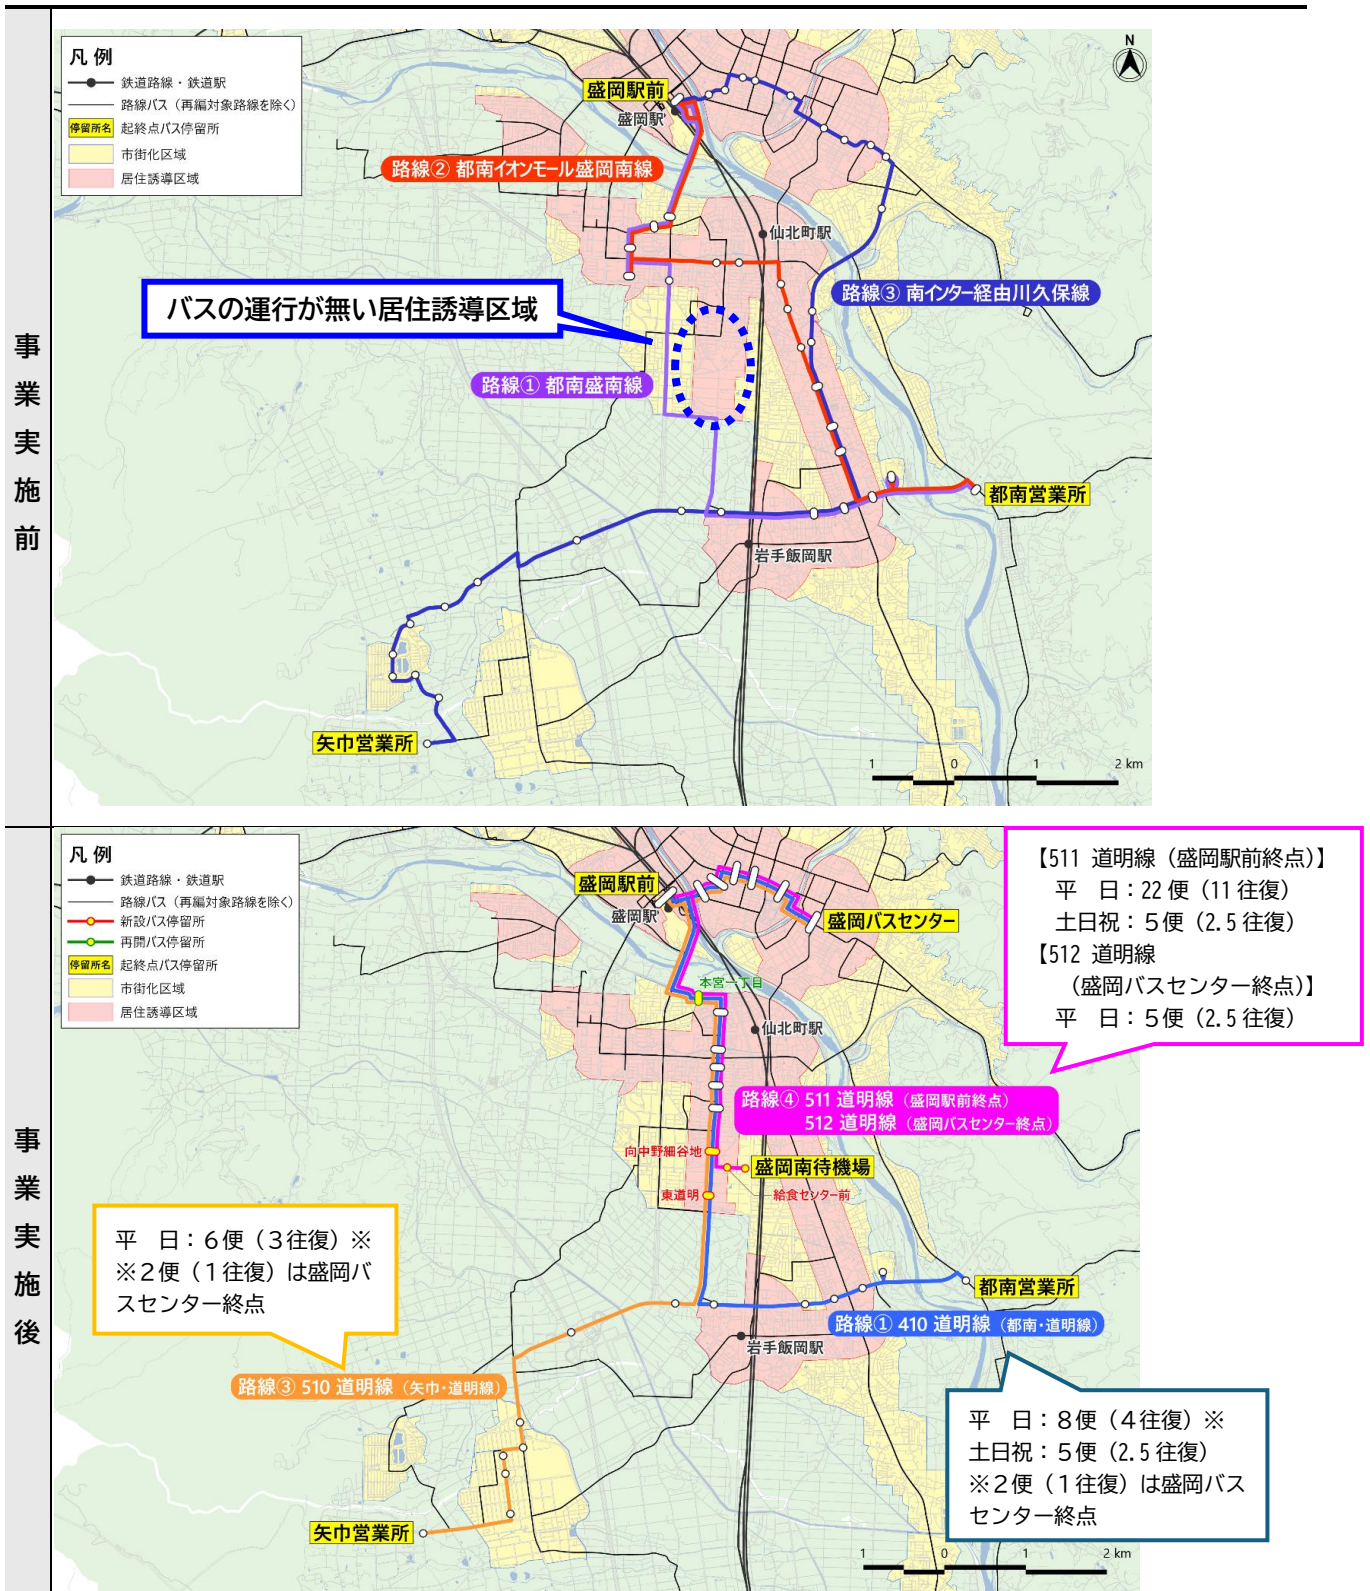 事業実施前
凡例
鉄道路線・鉄道駅
路線バス（再編対象路線を除く）
停留所名 起終点バス停留所
市街化区域
居住誘導区域
N
盛岡駅前
盛岡駅
路線② 都南イオンモール盛岡南線
仙北町駅
バスの運行が無い居住誘導区域
路線③ 南インター経由川久保線
路線① 都南盛南線
都南営業所
岩手飯岡駅
矢巾営業所
1 0 1 2 km
事業実施後
凡例
鉄道路線・鉄道駅
路線バス（再編対象路線を除く）
新設バス停留所
再開バス停留所
停留所名 起終点バス停留所
市街化区域
居住誘導区域
盛岡駅前
盛岡駅
盛岡バスセンター
【511 道明線（盛岡駅前終点）】
平　日：22 便（11 往復）
土日祝：５便（2.5 往復）
【512 道明線
（盛岡バスセンター終点）】
平　日：５便（2.5 往復）
本宮一丁目
仙北町駅
路線④ 511 道明線（盛岡駅前終点）
512 道明線（盛岡バスセンター終点）
向中野細谷地
盛岡南待機場
東道明
給食センター前
平　日：６便（３往復）※
※２便（１往復）は盛岡バ
スセンター終点
都南営業所
路線① 410 道明線（都南・道明線）
岩手飯岡駅
路線③ 510 道明線（矢巾・道明線）
平　日：８便（４往復）※
土日祝：５便（2.5 往復）
※２便（１往復）は盛岡バス
センター終点
矢巾営業所
1 0 1 2 km